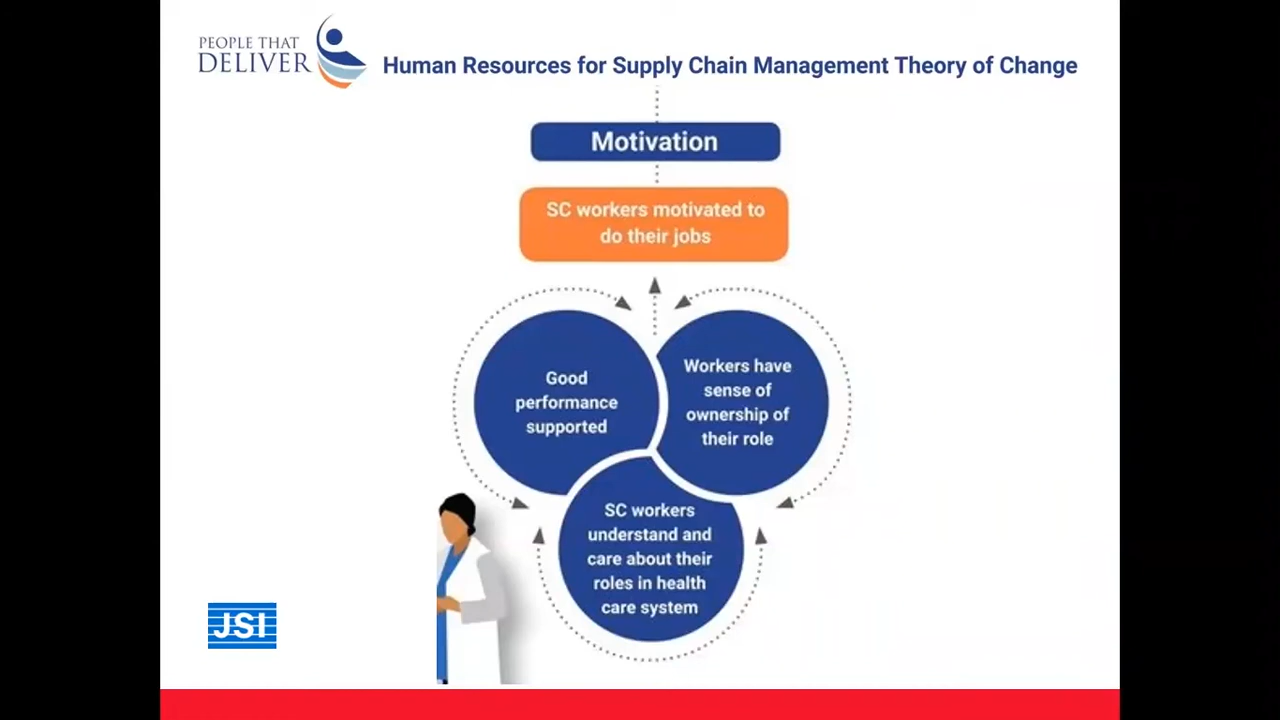 PEOPLE THAT
DELIVER
Human Resources for Supply Chain Management Theory of Change
Motivation
SC workers motivated to
do their jobs
Good
performance
supported
Workers have
sense of
ownership of
their role
SC workers
understand and
care about their
roles in health
care system
JSI